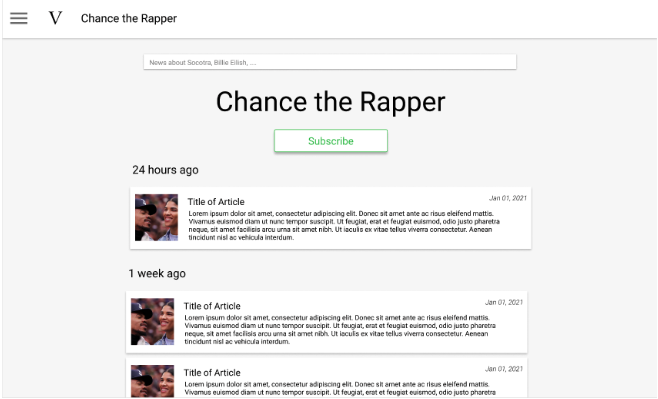 V Chance the Rapper
News about Socotra, Billie Eilish, ...
Chance the Rapper
Subscribe
24 hours ago
Title of Article
Jan 01, 2021
Lorem ipsum dolor sit amet, consectetur adipiscing elit. Donec sit amet ante ac risus eleifend mattis.
Vivamus euismod diam ut nunc tempor suscipit. Ut feugiat, erat et feugiat euismod, odio justo pharetra
neque, sit amet facilisis arcu urna sit amet nibh. Ut iaculis ex vitae tellus viverra consectetur. Aenean
tincidunt nisl ac vehicula interdum.
1 week ago
Title of Article
Jan 01, 2021
Lorem ipsum dolor sit amet, consectetur adipiscing elit. Donec sit amet ante ac risus eleifend mattis.
Vivamus euismod diam ut nunc tempor suscipit. Ut feugiat, erat et feugiat euismod, odio justo pharetra
neque, sit amet facilisis arcu urna sit amet nibh. Ut iaculis ex vitae tellus viverra consectetur. Aenean
tincidunt nisl ac vehicula interdum.
Title of Article
Jan 01, 2021
Lorem ipsum dolor sit amet, consectetur adipiscing elit. Donec sit amet ante ac risus eleifend mattis.
Vivamus euismod diam ut nunc tempor suscipit. Ut feugiat, erat et feugiat euismod, odio justo pharetra